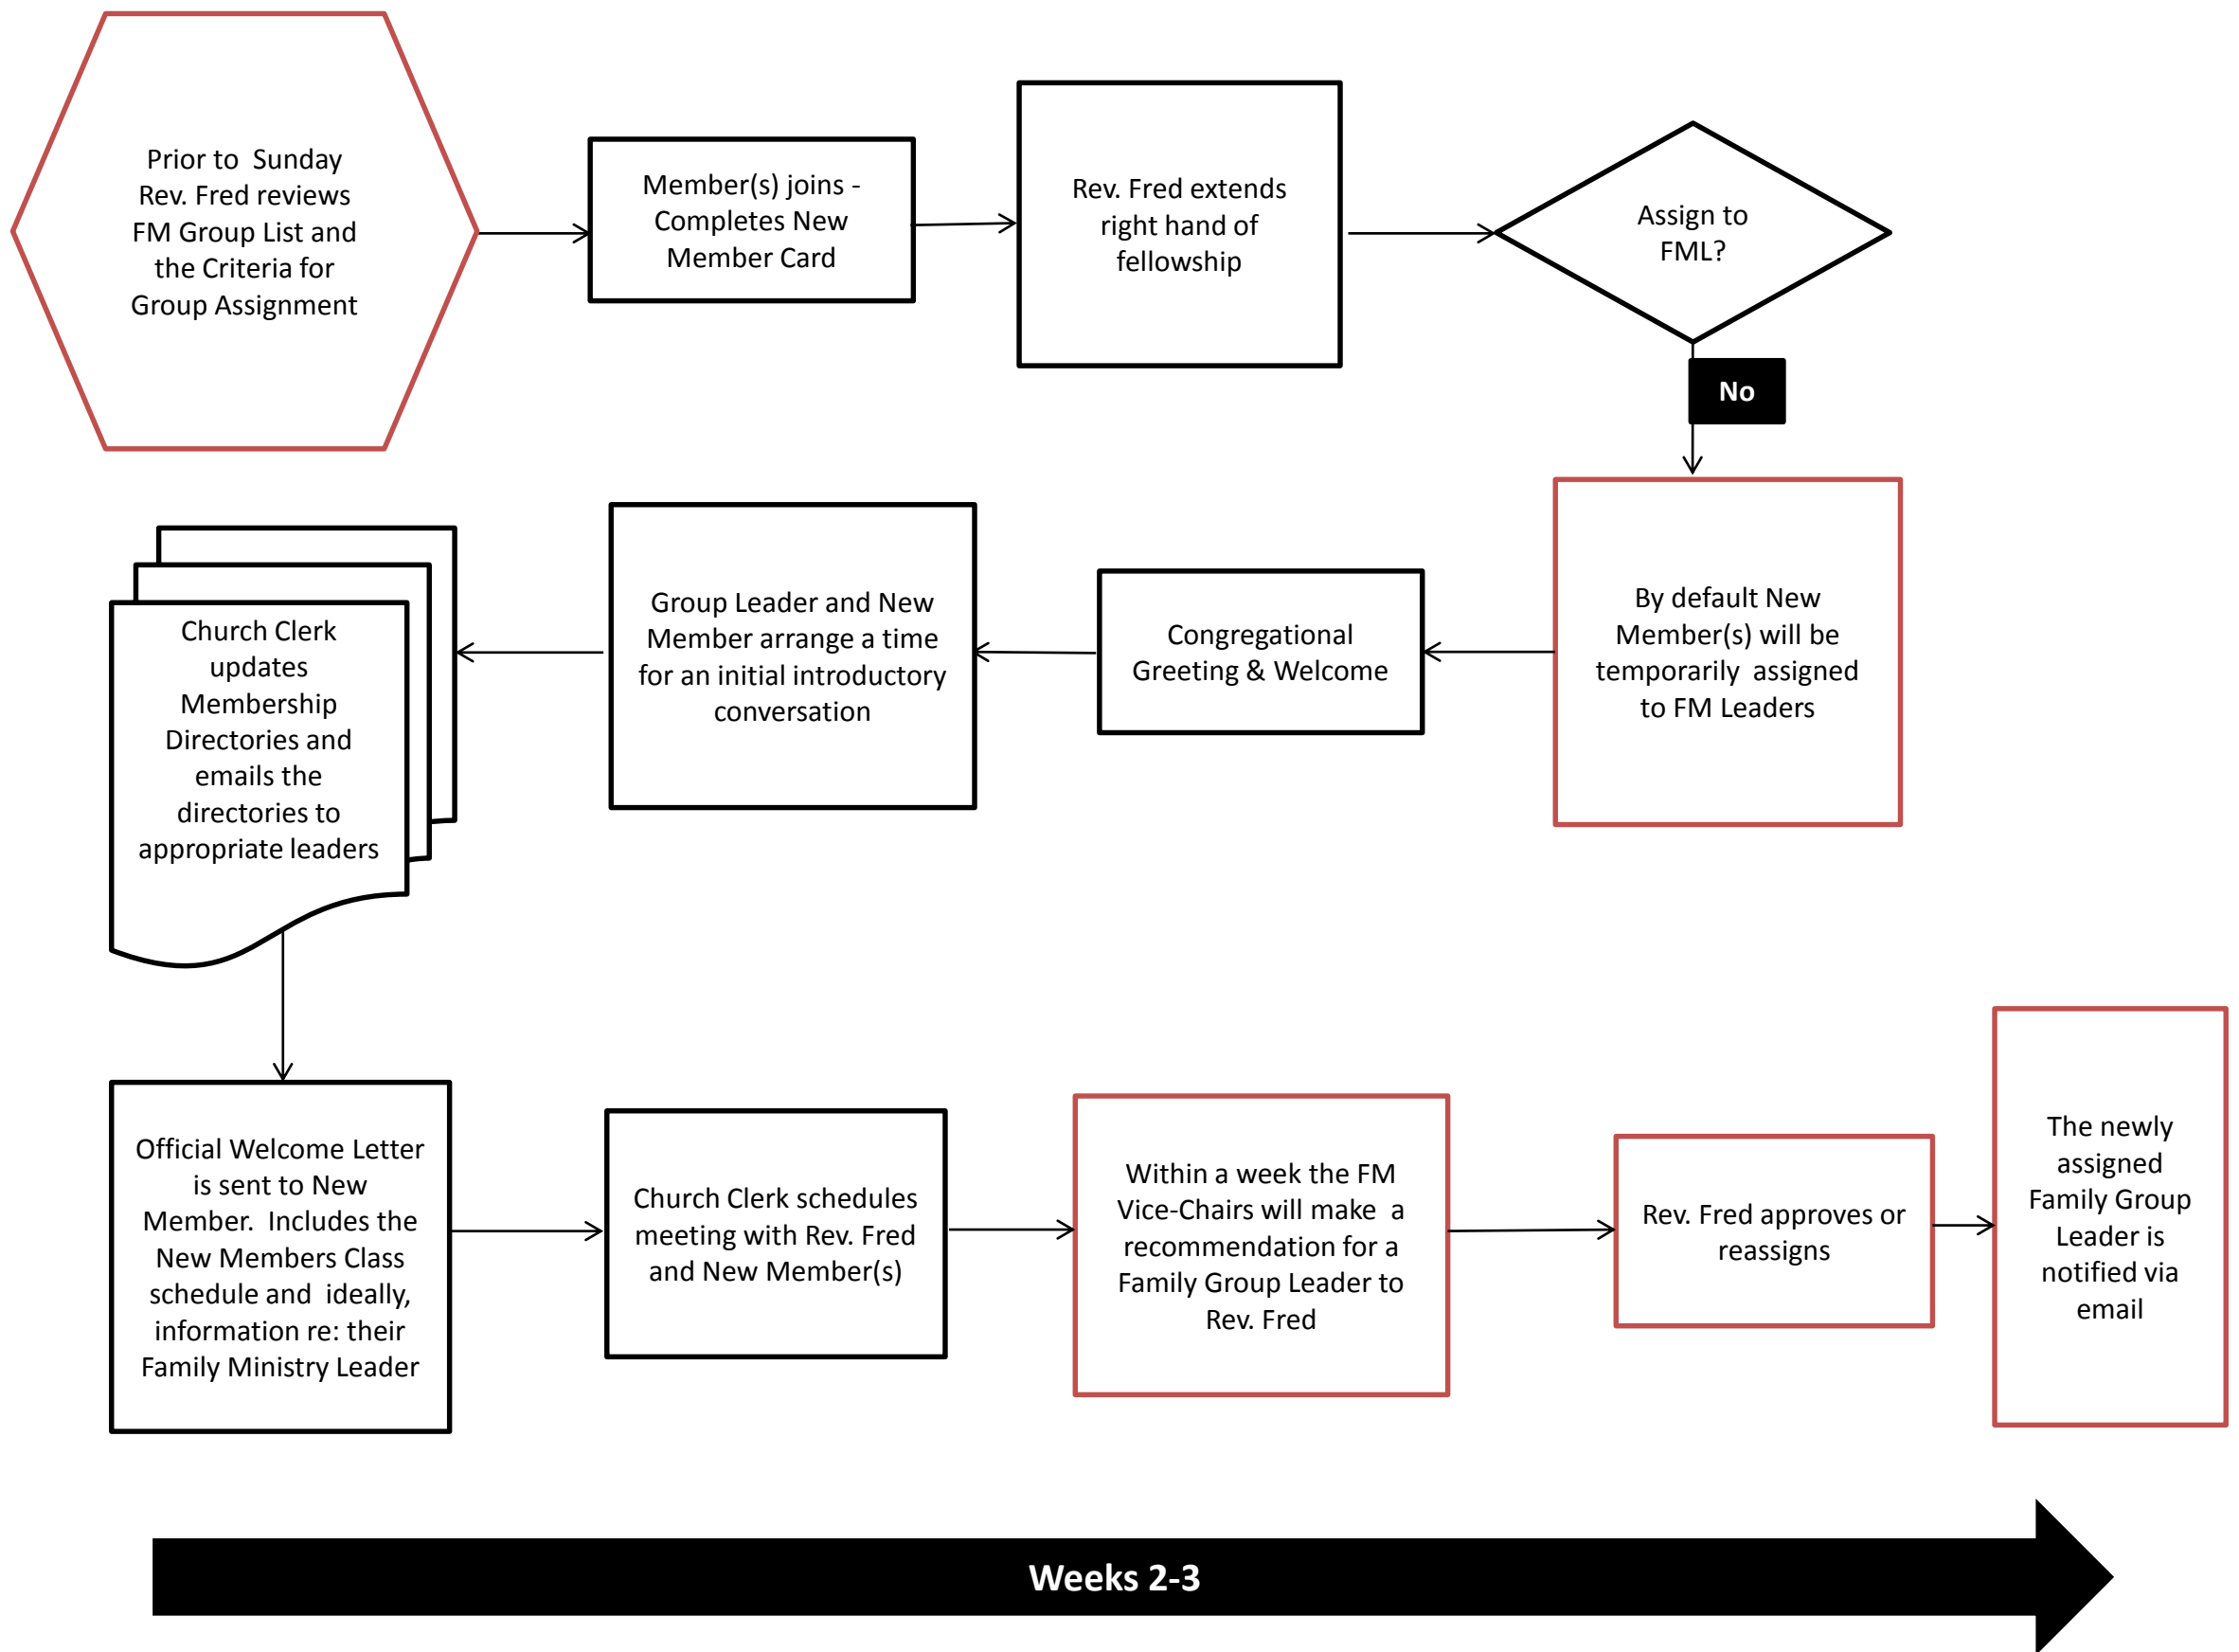 Prior to  Sunday
Rev. Fred reviews
FM Group List and
the Criteria for
Group Assignment
Member(s) joins -
Completes New
Member Card
Rev. Fred extends
right hand of
fellowship
Assign to
FML?
No
By default New
Member(s) will be
temporarily  assigned
to FM Leaders
Congregational
Greeting & Welcome
Group Leader and New
Member arrange a time
for an initial introductory
conversation
Church Clerk
updates
Membership
Directories and
emails the
directories to
appropriate leaders
Official Welcome Letter
is sent to New
Member.  Includes the
New Members Class
schedule and  ideally,
information re: their
Family Ministry Leader
Church Clerk schedules
meeting with Rev. Fred
and New Member(s)
Within a week the FM
Vice-Chairs will make  a
recommendation for a
Family Group Leader to
Rev. Fred
Rev. Fred approves or
reassigns
The newly
assigned
Family Group
Leader is
notified via
email
Weeks 2-3